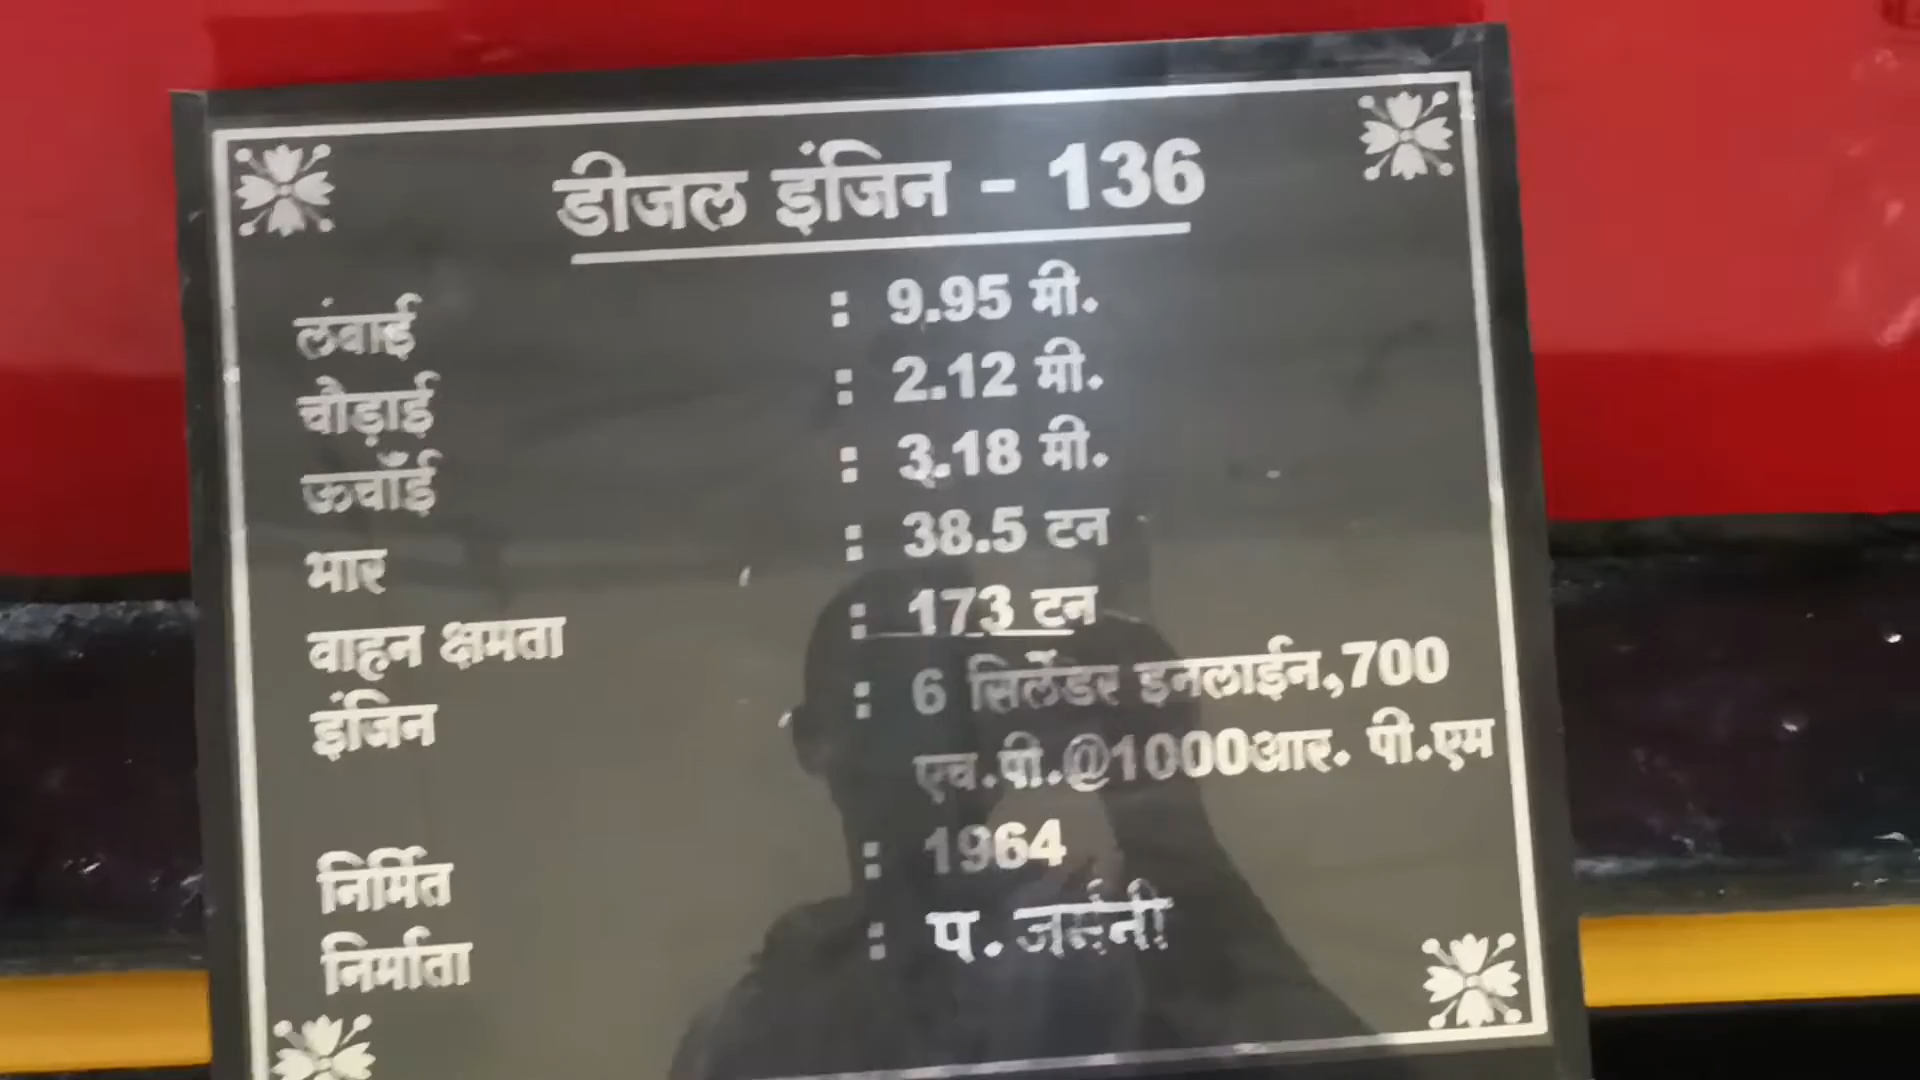 डीजल इंजिन - 136
लंवाई : 9.95 मी.
चौड़ाई : 2.12 मी.
ऊचाँई : 3.18 मी.
भार : 38.5 टन
वाहन क्षमता : 173 टन
इंजिन : 6 सिलेंडर इनलाईन,700
एच.पी.@1000आर. पी.एम
निर्मित : 1964
निर्माता : प. जर्मनी